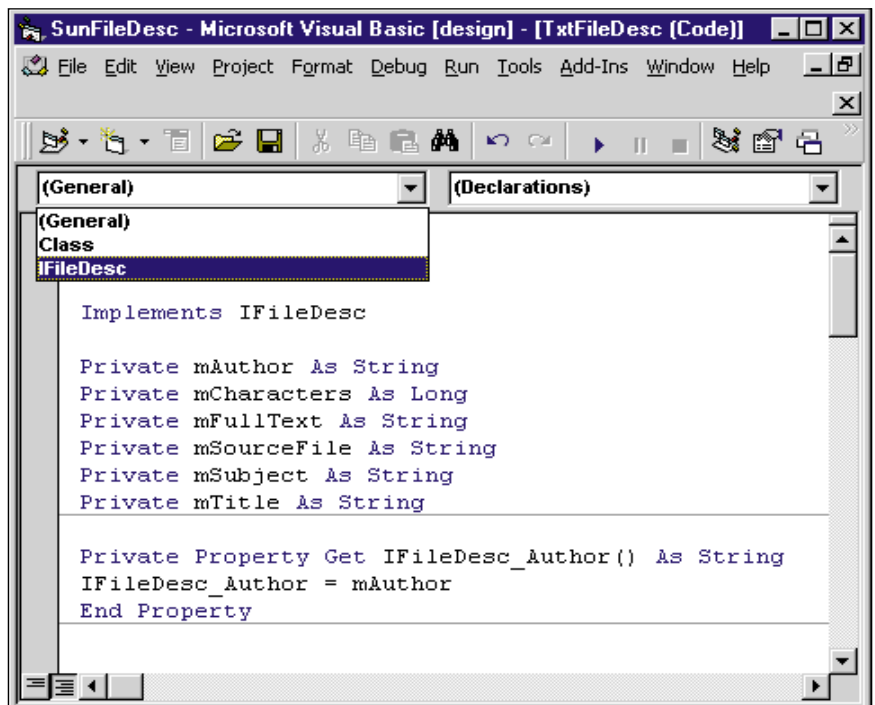 SunFileDesc - Microsoft Visual Basic [design] - [TxtFileDesc (Code)]
File Edit View Project Format Debug Run Tools Add-Ins Window Help
(General)
(Declarations)
(General)
Class
IFileDesc
Implements IFileDesc
Private mAuthor As String
Private mCharacters As Long
Private mFullText As String
Private mSourceFile As String
Private mSubject As String
Private mTitle As String
Private Property Get IFileDesc_Author() As String
IFileDesc_Author = mAuthor
End Property